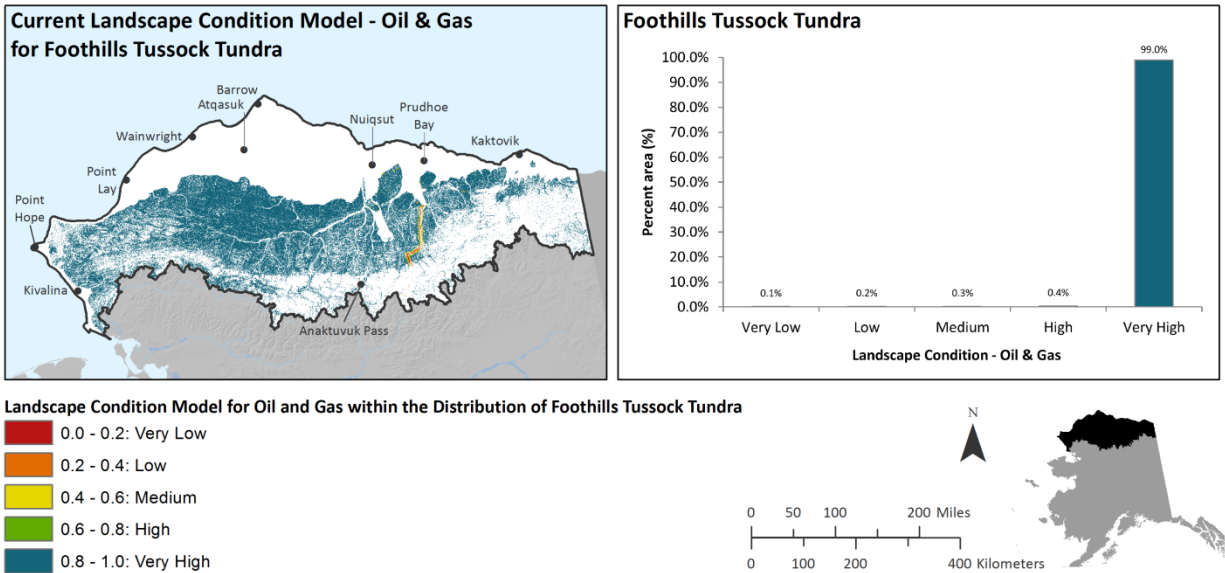 Current Landscape Condition Model - Oil & Gas
for Foothills Tussock Tundra
Barrow
Atqasuk
Wainwright
Nuiqsut
Prudhoe
Bay
Kaktovik
Point
Lay
Point
Hope
Kivalina
Anaktuvuk Pass
Foothills Tussock Tundra
Percent area (%)
100.0%
90.0%
80.0%
70.0%
60.0%
50.0%
40.0%
30.0%
20.0%
10.0%
0.0%
0.1%
0.2%
0.3%
0.4%
99.0%
Very Low
Low
Medium
High
Very High
Landscape Condition - Oil & Gas
Landscape Condition Model for Oil and Gas within the Distribution of Foothills Tussock Tundra
0.0 - 0.2: Very Low
0.2 - 0.4: Low
0.4 - 0.6: Medium
0.6 - 0.8: High
0.8 - 1.0: Very High
N
0 50 100 200 Miles
0 100 200 400 Kilometers